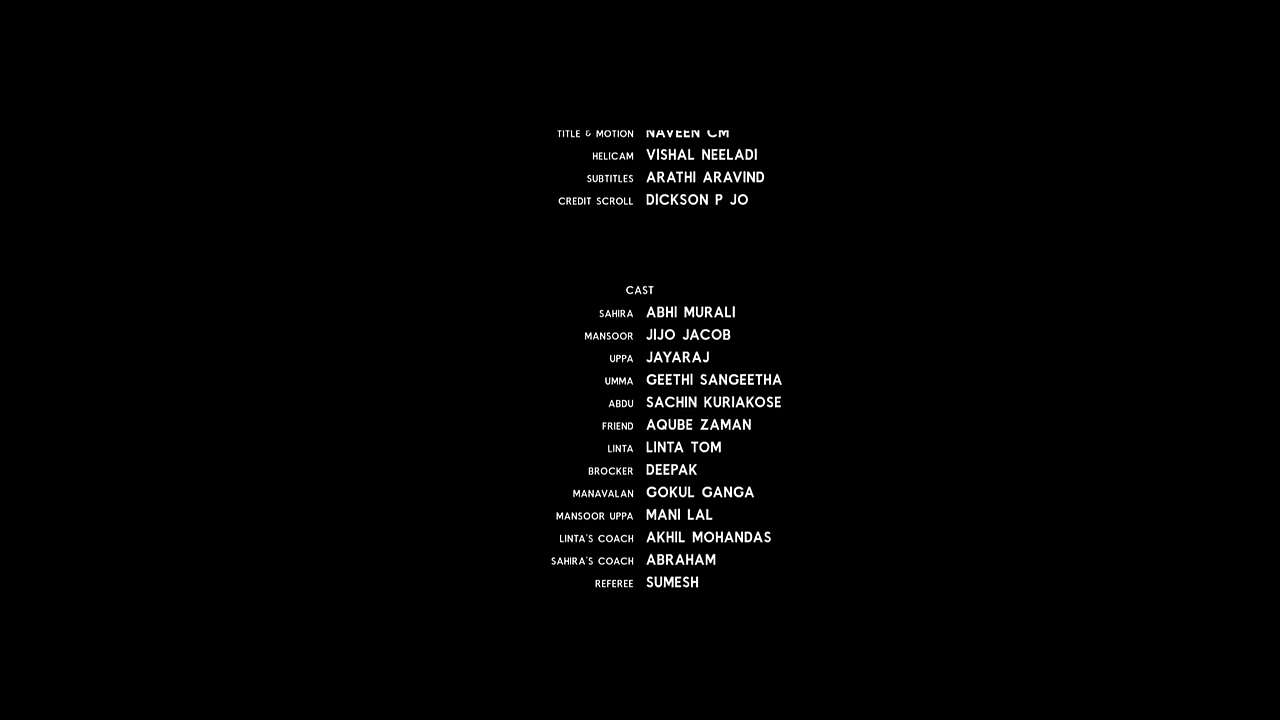 TITLE & MOTION NAVEEN CM
HELICAM VISHAL NEELADI
SUBTITLES ARATHI ARAVIND
CREDIT SCROLL DICKSON P JO
CAST
SAHIRA ABHI MURALI
MANSOOR JIJO JACOB
UPPA JAYARAJ
UMMA GEETHI SANGEETHA
ABDU SACHIN KURIAKOSE
FRIEND AQUBE ZAMAN
LINTA LINTA TOM
BROCKER DEEPAK
MANAVALAN GOKUL GANGA
MANSOOR UPPA MANI LAL
LINTA'S COACH AKHIL MOHANDAS
SAHIRA'S COACH ABRAHAM
REFEREE SUMESH